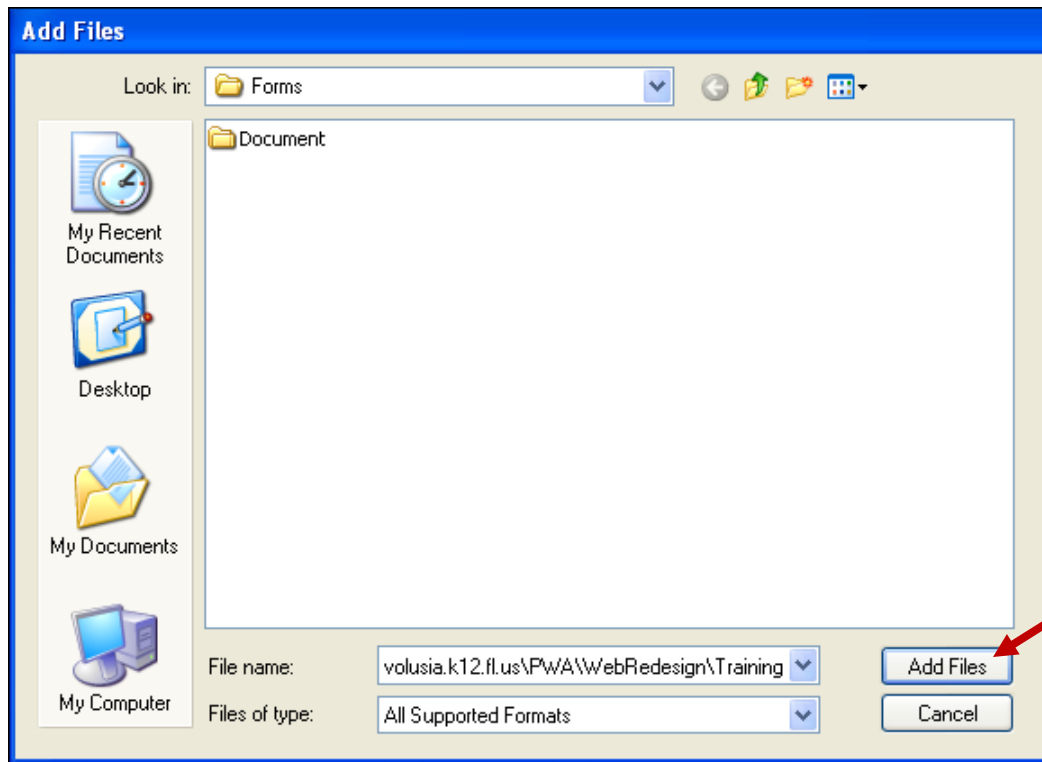 Add Files
Look in: Forms
Document
My Recent
Documents
Desktop
My Documents
My Computer
File name: volusia.k12.fl.us\PWA\WebRedesign\Training Add Files
Files of type: All Supported Formats Cancel